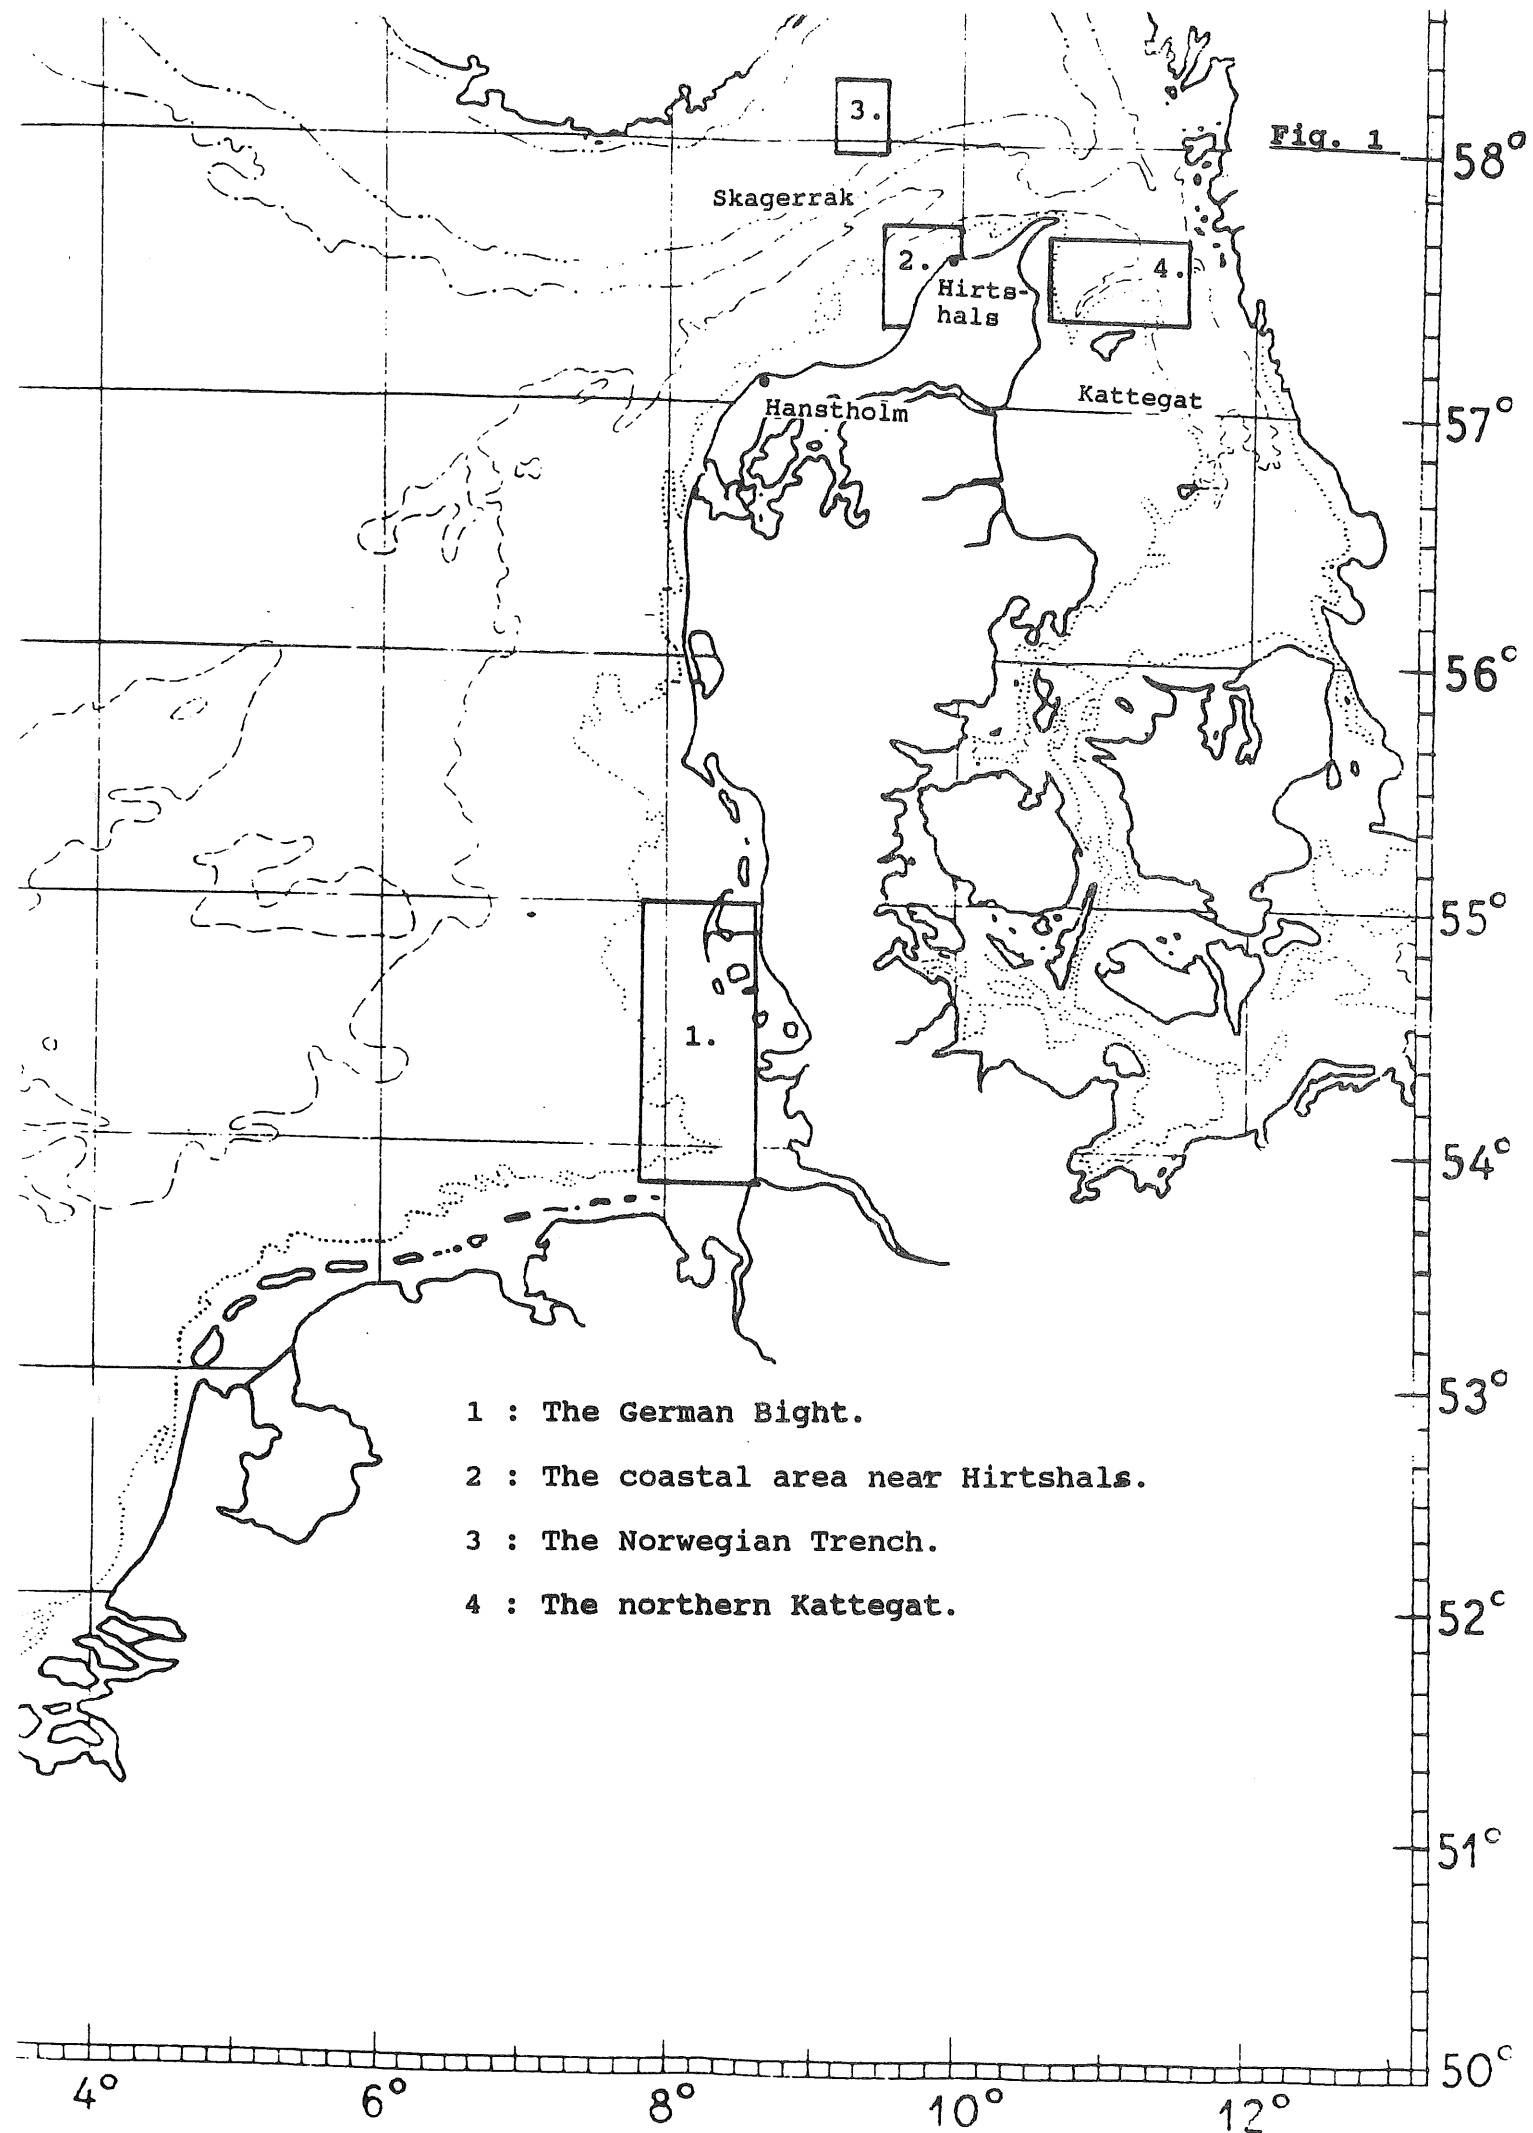 3.
Fig. 1
58°
Skagerrak
2.
4.
Hirts-
hals
Kattegat
Hanstholm
57°
56°
55°
1.
54°
53°
1 : The German Bight.
2 : The coastal area near Hirtshals.
3 : The Norwegian Trench.
4 : The northern Kattegat.
52°
51°
50°
4° 6° 8° 10° 12°